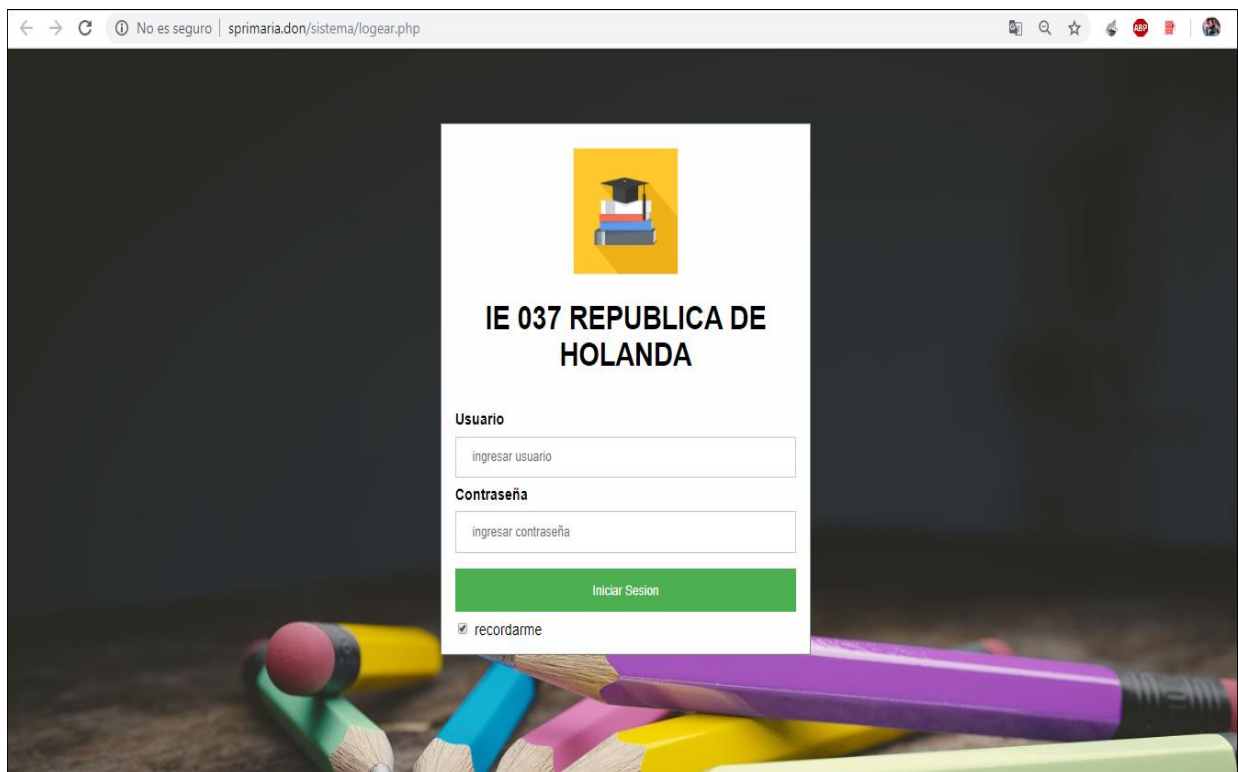 No es seguro | sprimaria.don/sistema/logear.php
ABP
IE 037 REPUBLICA DE
HOLANDA
Usuario
ingresar usuario
Contraseña
ingresar contraseña
Iniciar Sesion
recordarme